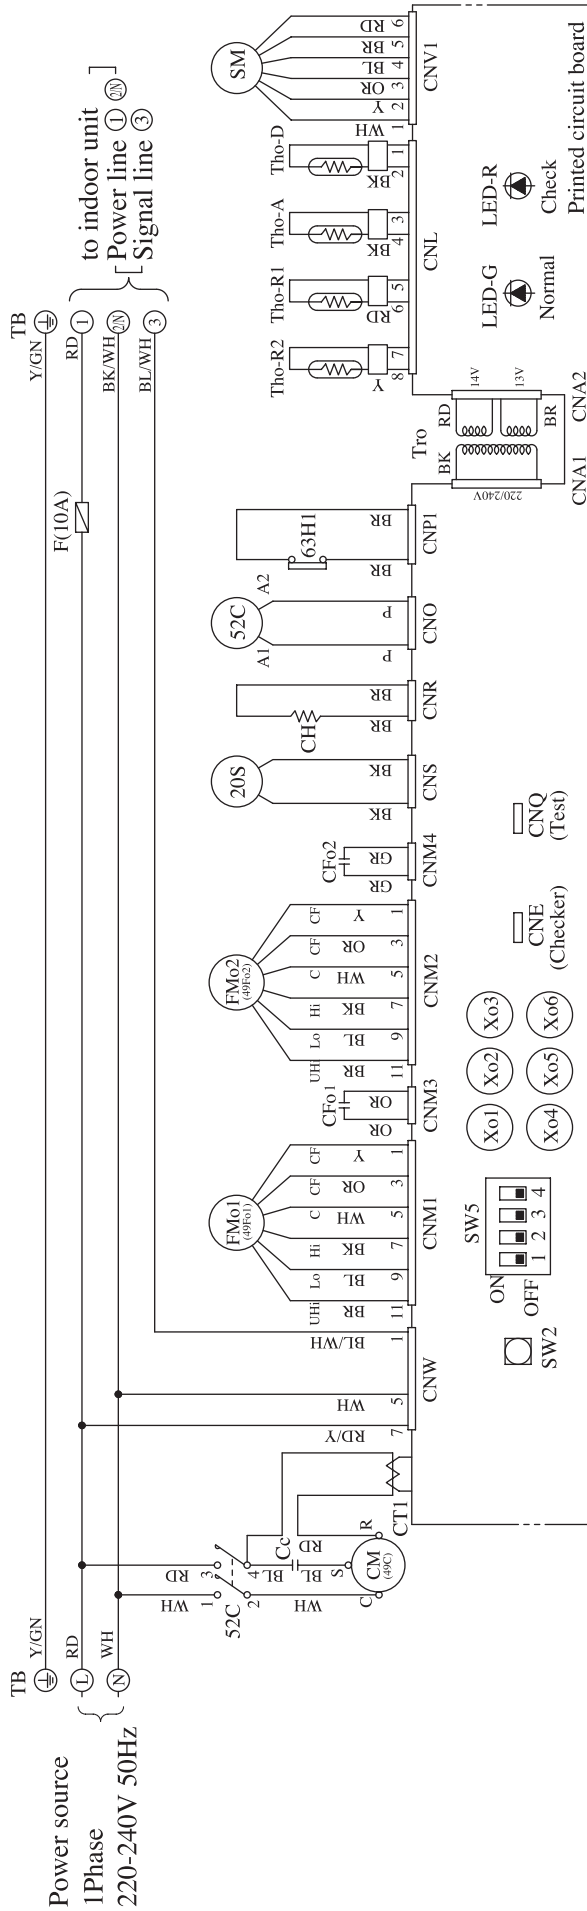 Power source
1Phase
220-240V 50Hz
TB
Y/GN
L
RD
N
WH
TB
Y/GN
F(10A)
RD
1
BK/WH
2/N
BL/WH
3
to indoor unit
Power line 1 2/N
Signal line 3
52C
WH
1
2
WH
RD
3
4
BL
Cc
BL
S
C
CM
(49C)
R
RD
CT1
RD/Y
7
WH
5
BL/WH
1
CNW
FMo1
(49Fo1)
UHi Lo Hi C CF CF
BR BL BK WH OR Y
11 9 7 5 3 1
CNM1
CFo1
OR OR
CNM3
FMo2
(49Fo2)
UHi Lo Hi C CF CF
BR BL BK WH OR Y
11 9 7 5 3 1
CNM2
CFo2
GR GR
CNM4
20S
BK BK
CNS
CH
BR BR
CNR
52C
A1 A2
P P
CNO
63H1
BR BR
CNP1
Tro
BK
RD
BR
220/240V
14V
13V
CNA1
CNA2
Tho-R2
Y
8 7
Tho-R1
RD
6 5
Tho-A
BK
4 3
Tho-D
BK
2 1
CNL
SM
WH Y OR BL BR RD
1 2 3 4 5 6
CNV1
SW2
SW5
ON
OFF
1 2 3 4
Xo1 Xo2 Xo3
Xo4 Xo5 Xo6
CNE
(Checker)
CNQ
(Test)
LED-G
Normal
LED-R
Check
Printed circuit board